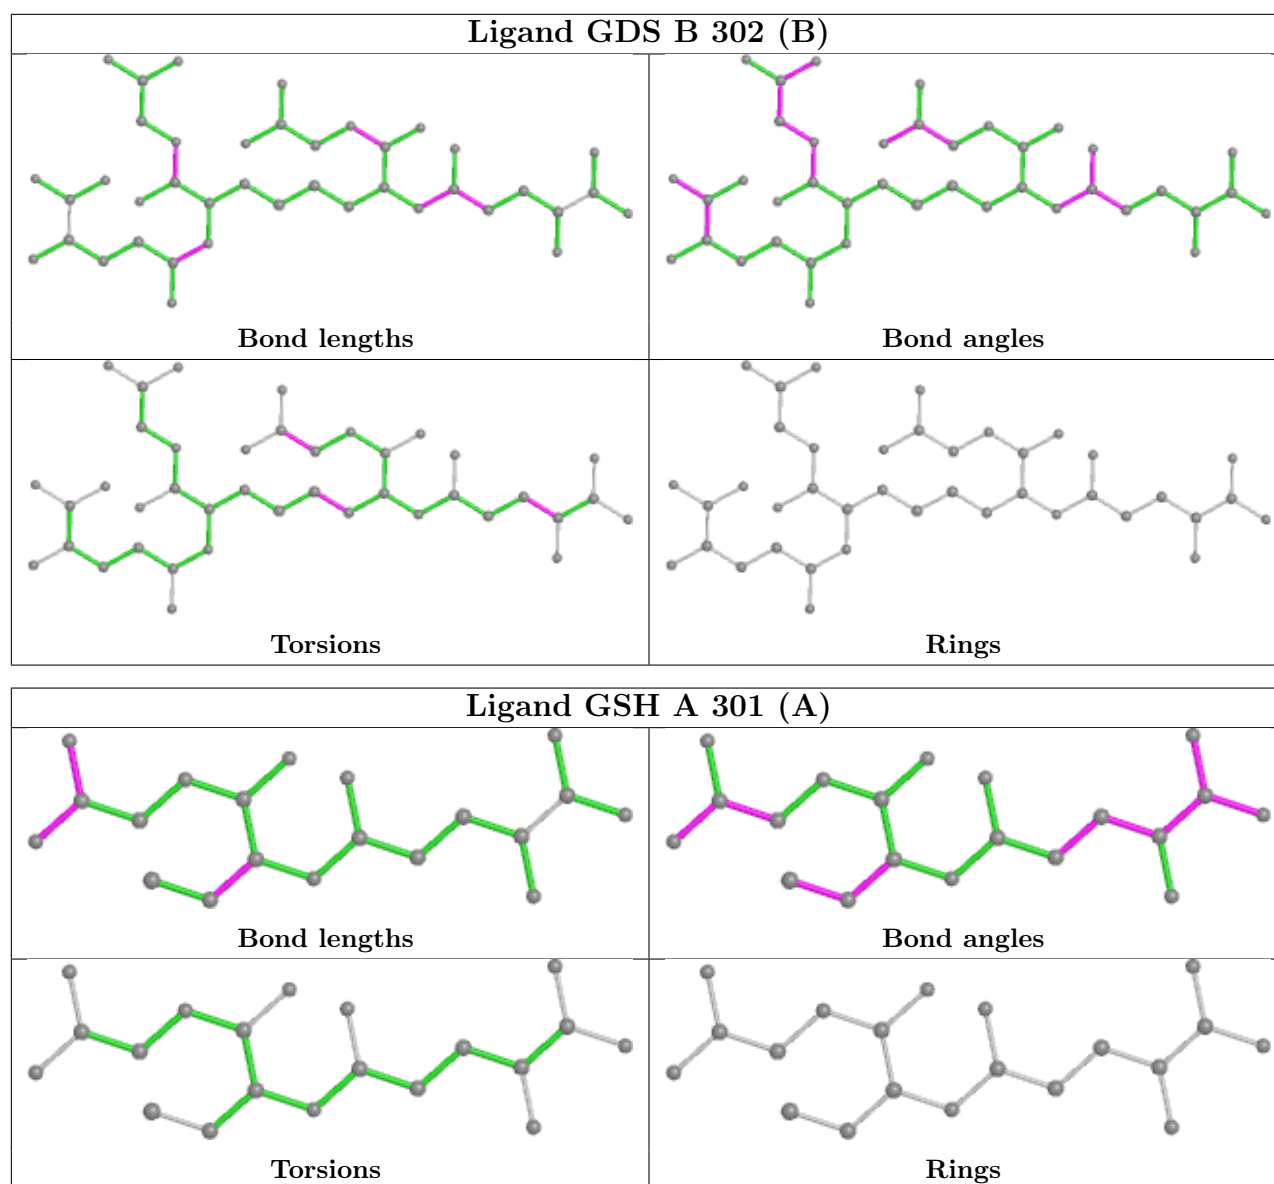 Ligand GDS B 302 (B)
Bond lengths
Bond angles
Torsions
Rings
Ligand GSH A 301 (A)
Bond lengths
Bond angles
Torsions
Rings